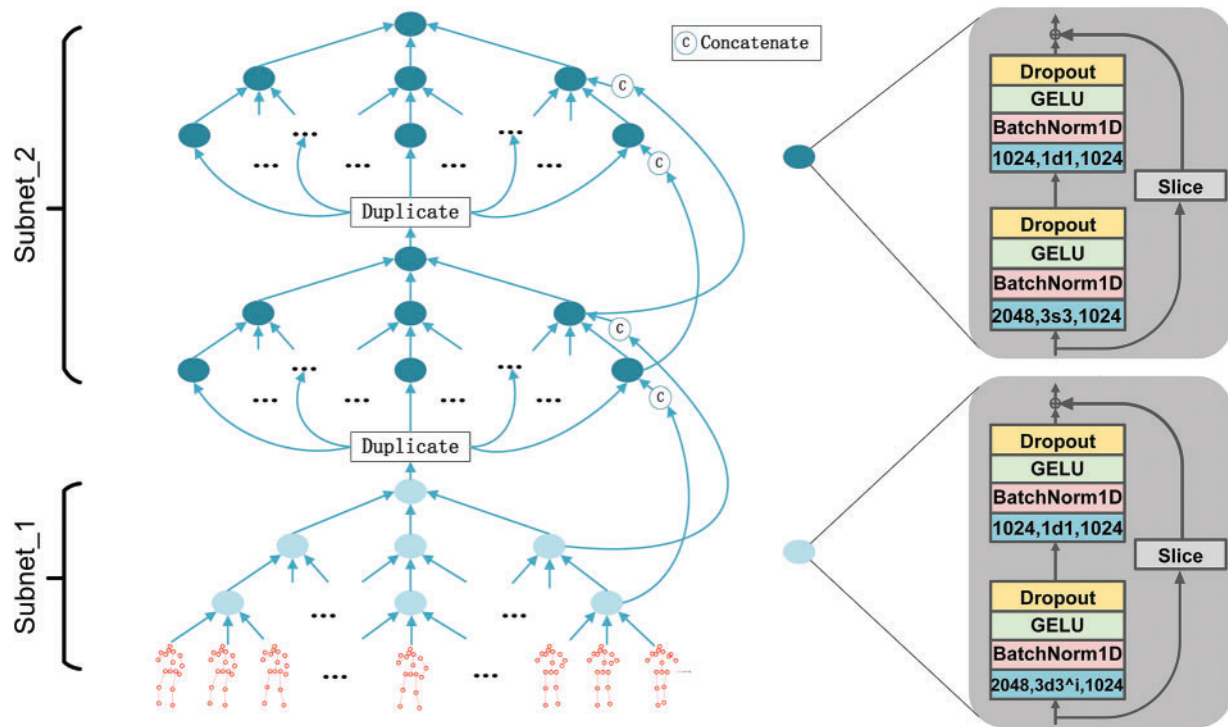 Subnet_2
C Concatenate
C
...
...
C
...
...
...
...
Duplicate
C
...
...
...
...
...
...
C
Duplicate
Subnet_1
...
...
...
...
Dropout
GELU
BatchNorm1D
1024,1d1,1024
Slice
Dropout
GELU
BatchNorm1D
2048,3s3,1024
Dropout
GELU
BatchNorm1D
1024,1d1,1024
Slice
Dropout
GELU
BatchNorm1D
2048,3d3^i,1024